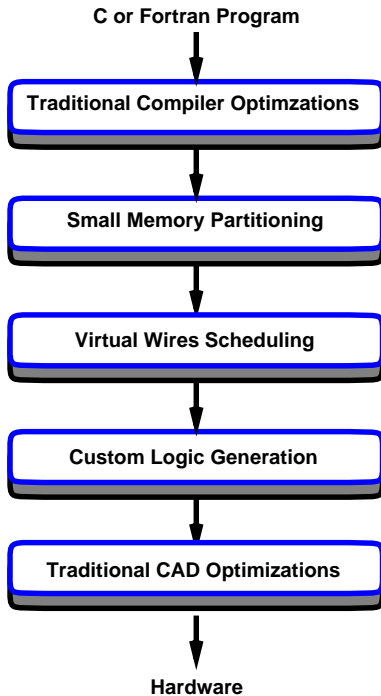 C or Fortran Program
Traditional Compiler Optimzations
Small Memory Partitioning
Virtual Wires Scheduling
Custom Logic Generation
Traditional CAD Optimizations
Hardware